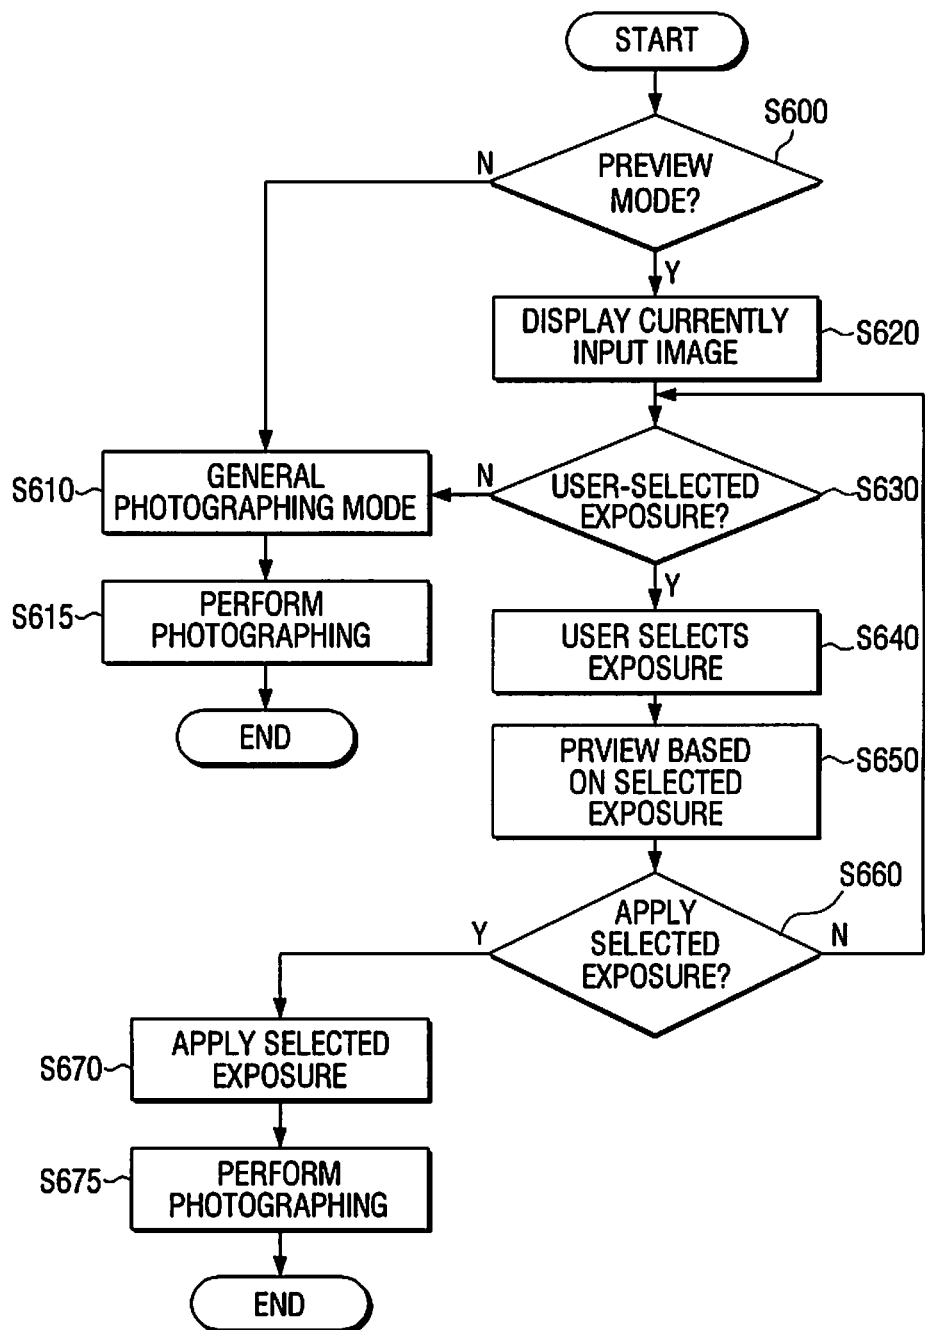 START
S600
PREVIEW
MODE?
N
Y
DISPLAY CURRENTLY
INPUT IMAGE
S620
S610
GENERAL
PHOTOGRAPHING MODE
N
USER-SELECTED
EXPOSURE?
S630
Y
S615
PERFORM
PHOTOGRAPHING
USER SELECTS
EXPOSURE
S640
END
PRVIEW BASED
ON SELECTED
EXPOSURE
S650
S660
APPLY
SELECTED
EXPOSURE?
Y
N
S670
APPLY SELECTED
EXPOSURE
S675
PERFORM
PHOTOGRAPHING
END